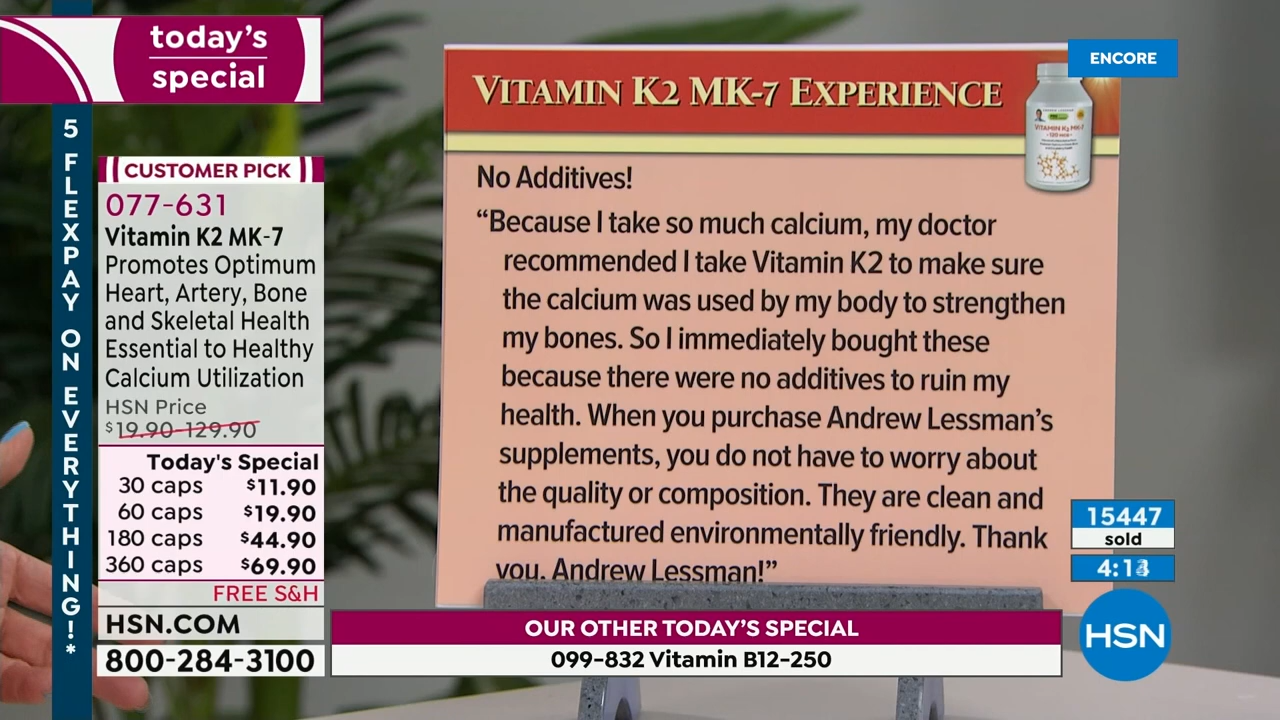 today's
special
5 FLEXPAY ON EVERYTHING!*
CUSTOMER PICK
077-631
Vitamin K2 MK-7
Promotes Optimum
Heart, Artery, Bone
and Skeletal Health
Essential to Healthy
Calcium Utilization
HSN Price
$19.90-129.90
Today's Special
30 caps $11.90
60 caps $19.90
180 caps $44.90
360 caps $69.90
FREE S&H
HSN.COM
800-284-3100
ENCORE
VITAMIN K2 MK-7 EXPERIENCE
VITAMIN K2 MK-7
No Additives!
“Because I take so much calcium, my doctor
recommended I take Vitamin K2 to make sure
the calcium was used by my body to strengthen
my bones. So I immediately bought these
because there were no additives to ruin my
health. When you purchase Andrew Lessman’s
supplements, you do not have to worry about
the quality or composition. They are clean and
manufactured environmentally friendly. Thank
you, Andrew Lessman!”
15447
sold
4:1
HSN
OUR OTHER TODAY'S SPECIAL
099-832 Vitamin B12-250